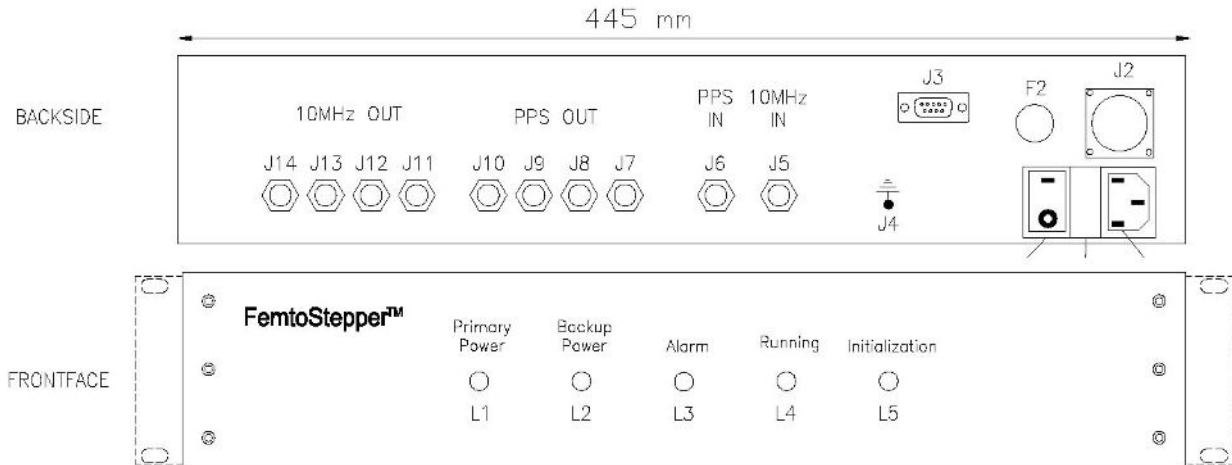 445 mm
BACKSIDE
10MHz OUT
PPS OUT
PPS IN
10MHz IN
J3
F2
J2
J14 J13 J12 J11
J10 J9 J8 J7
J6
J5
J4
FRONTFACE
FemtoStepper™
Primary Power
Backup Power
Alarm
Running
Initialization
L1
L2
L3
L4
L5